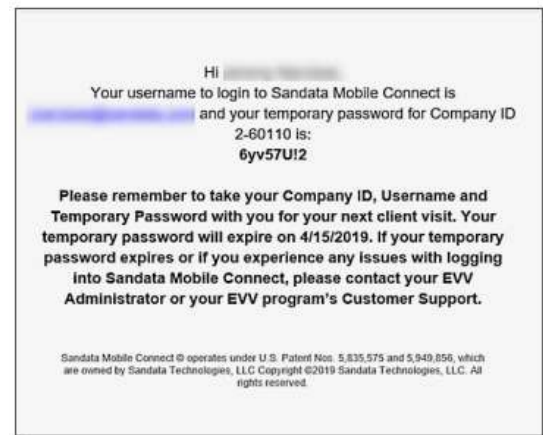 Hi
Your username to login to Sandata Mobile Connect is
and your temporary password for Company ID
2-60110 is:
6yv57U!2
Please remember to take your Company ID, Username and
Temporary Password with you for your next client visit. Your
temporary password will expire on 4/15/2019. If your temporary
password expires or if you experience any issues with logging
into Sandata Mobile Connect, please contact your EVV
Administrator or your EVV program's Customer Support.
Sandata Mobile Connect © operates under U.S. Patent Nos. 5,835,575 and 5,949,856, which
are owned by Sandata Technologies, LLC Copyright ©2019 Sandata Technologies, LLC. All
rights reserved.